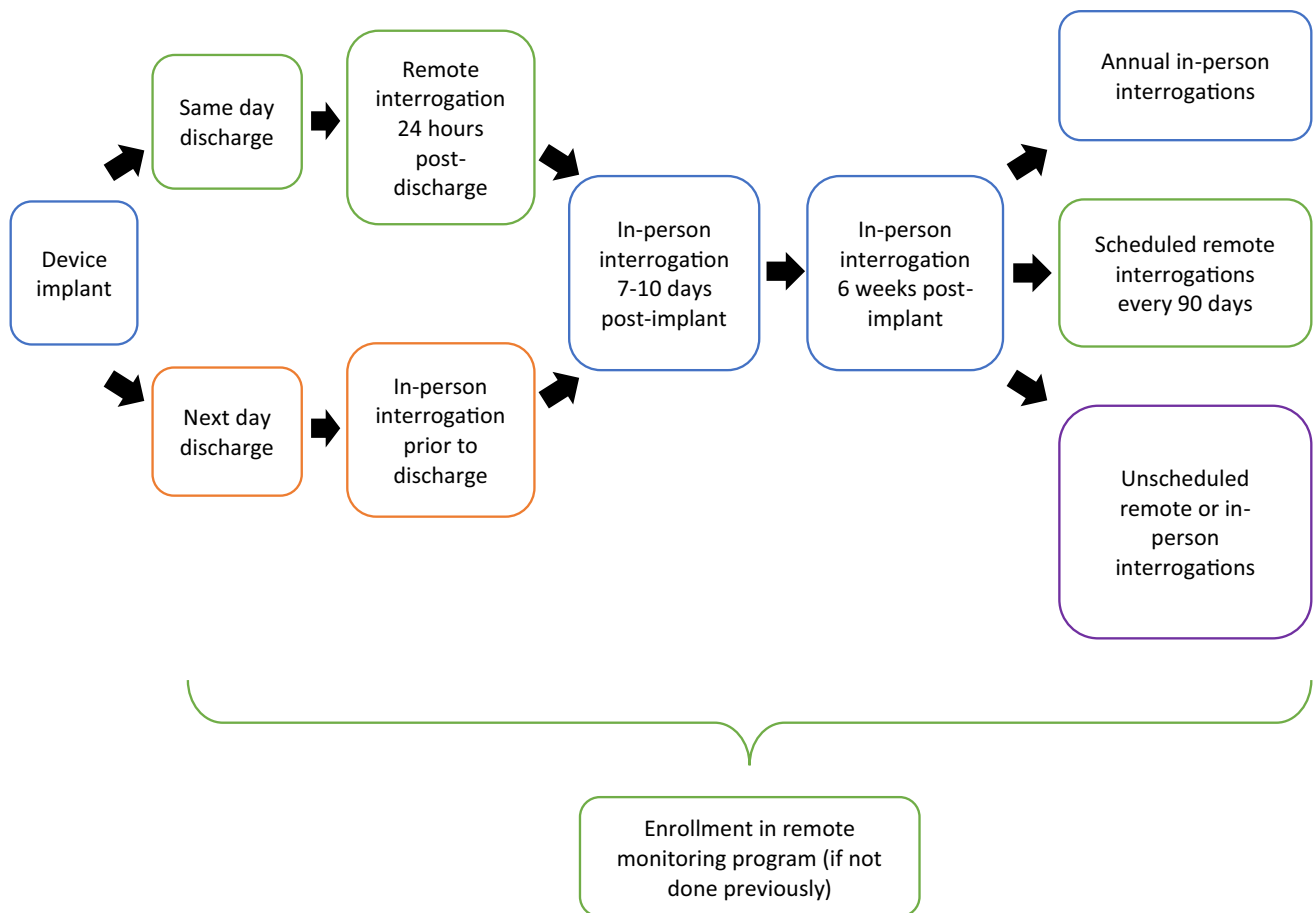 Device
implant
Same day
discharge
Remote
interrogation
24 hours
post-
discharge
Next day
discharge
In-person
interrogation
prior to
discharge
In-person
interrogation
7-10 days
post-implant
In-person
interrogation
6 weeks post-
implant
Annual in-person
interrogations
Scheduled remote
interrogations
every 90 days
Unscheduled
remote or in-
person
interrogations
Enrollment in remote
monitoring program (if not
done previously)